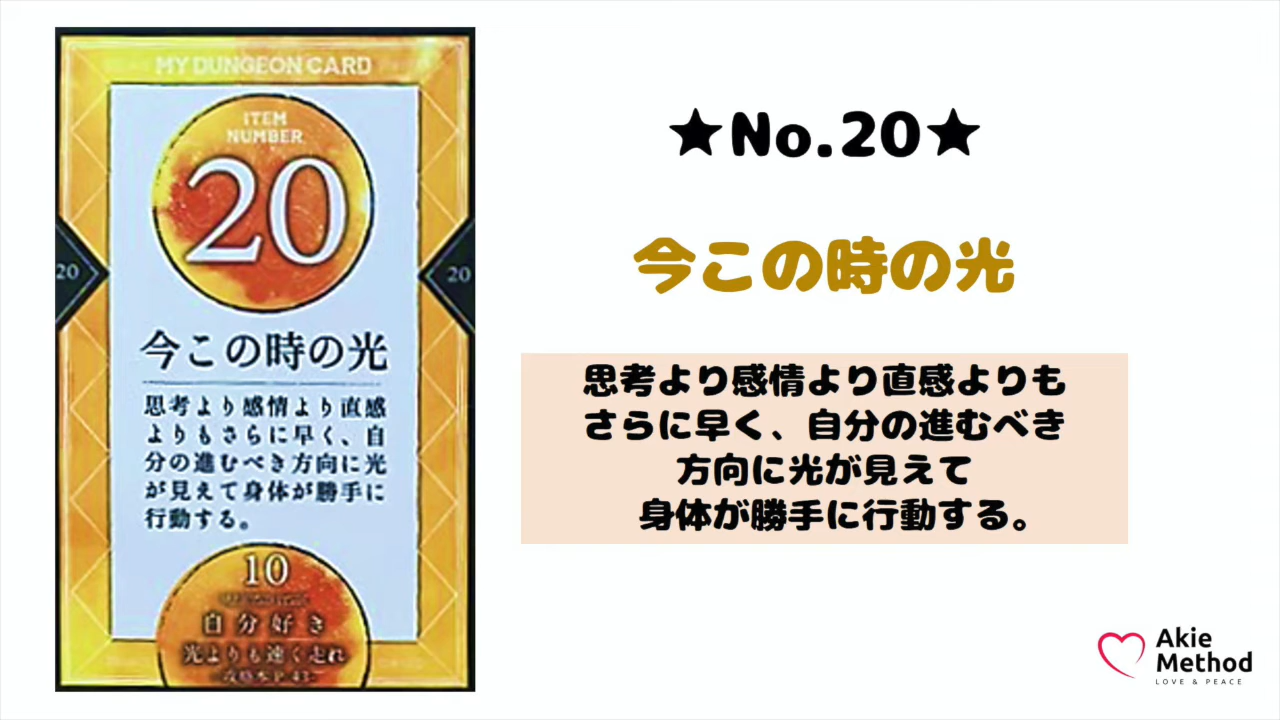 MY DUNGEON CARD
ITEM
NUMBER
20
20
20
今この時の光
思考より感情より直感
よりもさらに早く、自
分の進むべき方向に光
が見えて身体が勝手に
行動する。
10
自分好き
光よりも速く走れ
攻略本P.43
★No.20★
今この時の光
思考より感情より直感よりも
さらに早く、自分の進むべき
方向に光が見えて
身体が勝手に行動する。
Akie
Method
LOVE & PEACE